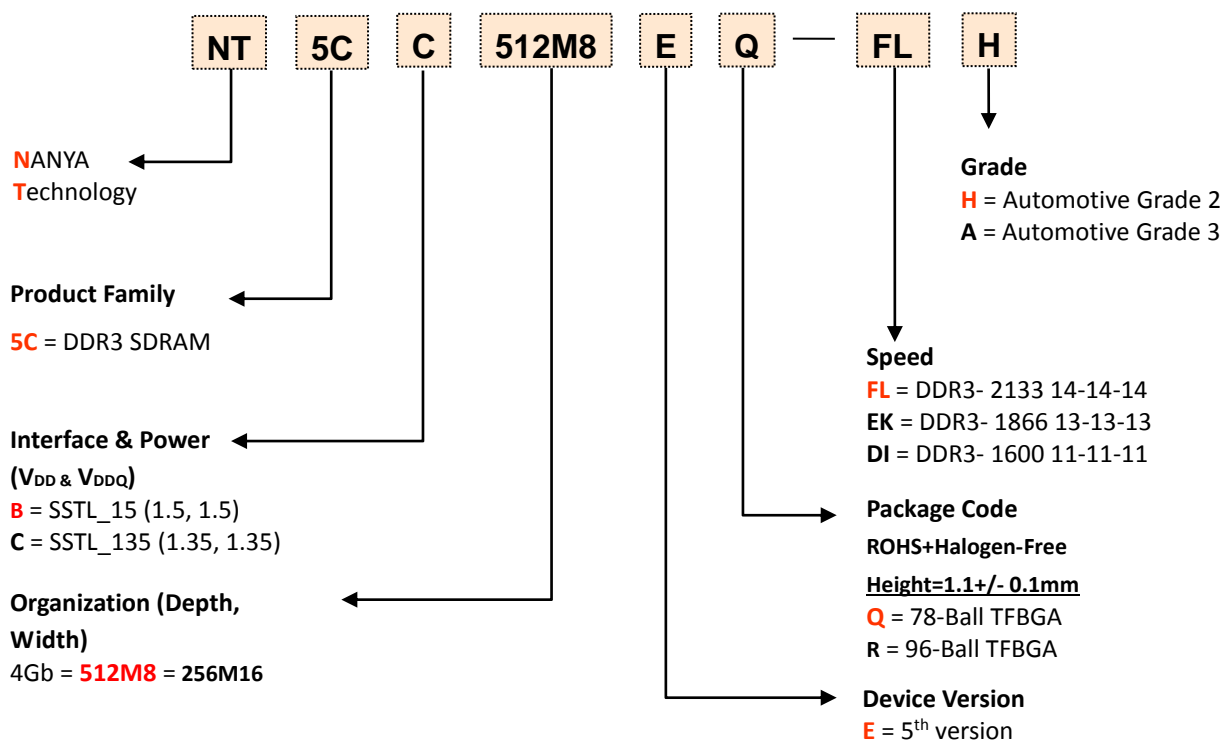 NT 5C C 512M8 E Q — FL H
NANYA
Technology
Grade
H = Automotive Grade 2
A = Automotive Grade 3
Product Family
5C = DDR3 SDRAM
Speed
FL = DDR3- 2133 14-14-14
EK = DDR3- 1866 13-13-13
DI = DDR3- 1600 11-11-11
Interface & Power
(VDD & VDDQ)
B = SSTL_15 (1.5, 1.5)
C = SSTL_135 (1.35, 1.35)
Package Code
ROHS+Halogen-Free
Height=1.1+/- 0.1mm
Q = 78-Ball TFBGA
R = 96-Ball TFBGA
Organization (Depth,
Width)
4Gb = 512M8 = 256M16
Device Version
E = 5th version